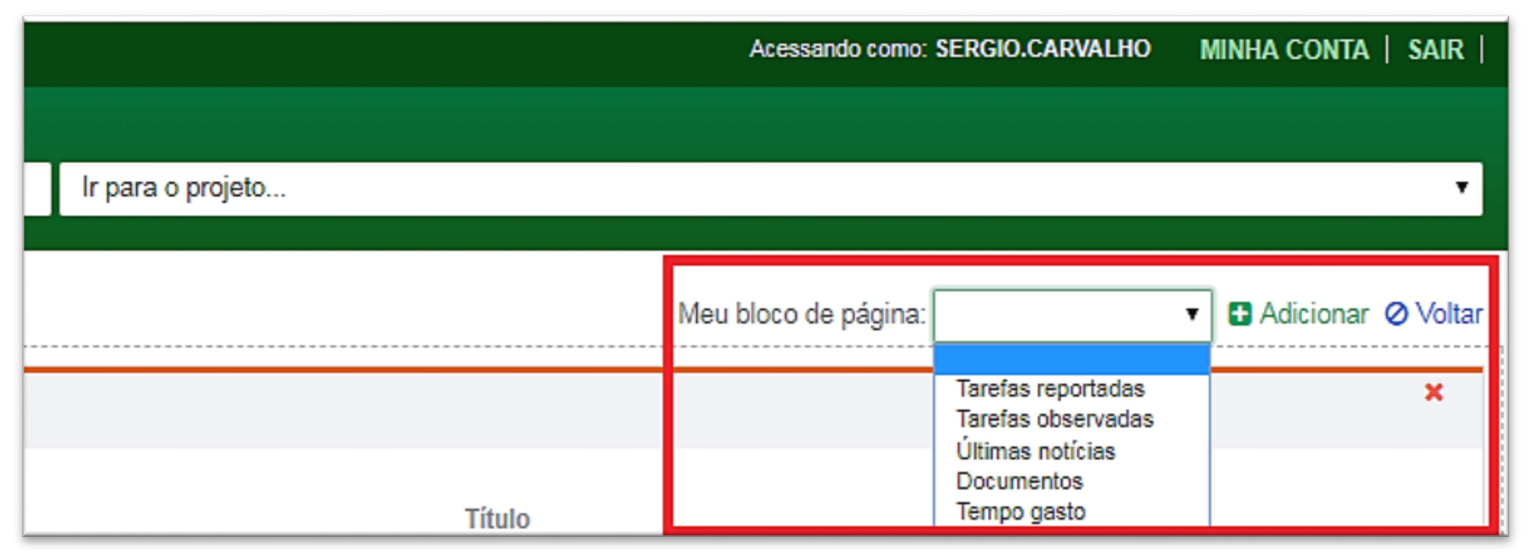 Acessando como: SERGIO.CARVALHO MINHA CONTA | SAIR |
Ir para o projeto...
Meu bloco de página: Adicionar Voltar
Tarefas reportadas
Tarefas observadas
Últimas notícias
Documentos
Tempo gasto
Título